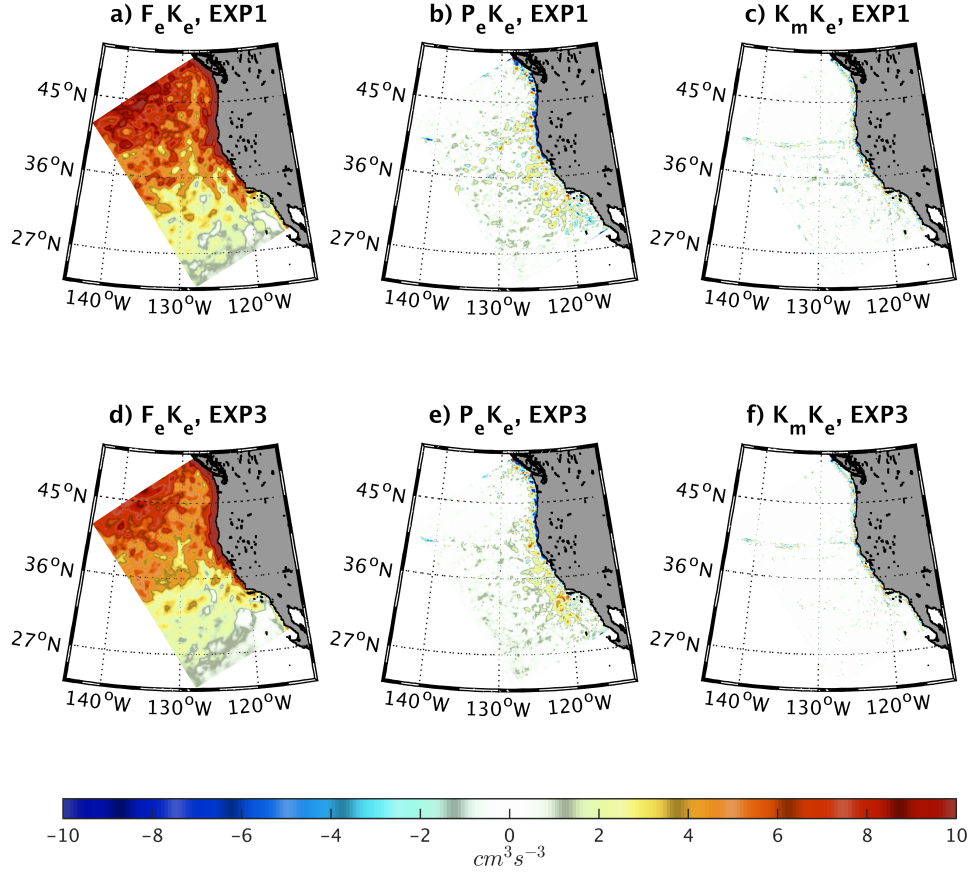 a) FₑKₑ, EXP1
b) PₑKₑ, EXP1
c) KₘKₑ, EXP1
45°N
36°N
27°N
140°W 130°W 120°W
45°N
36°N
27°N
140°W 130°W 120°W
45°N
36°N
27°N
140°W 130°W 120°W
d) FₑKₑ, EXP3
e) PₑKₑ, EXP3
f) KₘKₑ, EXP3
45°N
36°N
27°N
140°W 130°W 120°W
45°N
36°N
27°N
140°W 130°W 120°W
45°N
36°N
27°N
140°W 130°W 120°W
−10 −8 −6 −4 −2 0 2 4 6 8 10
cm³s⁻³